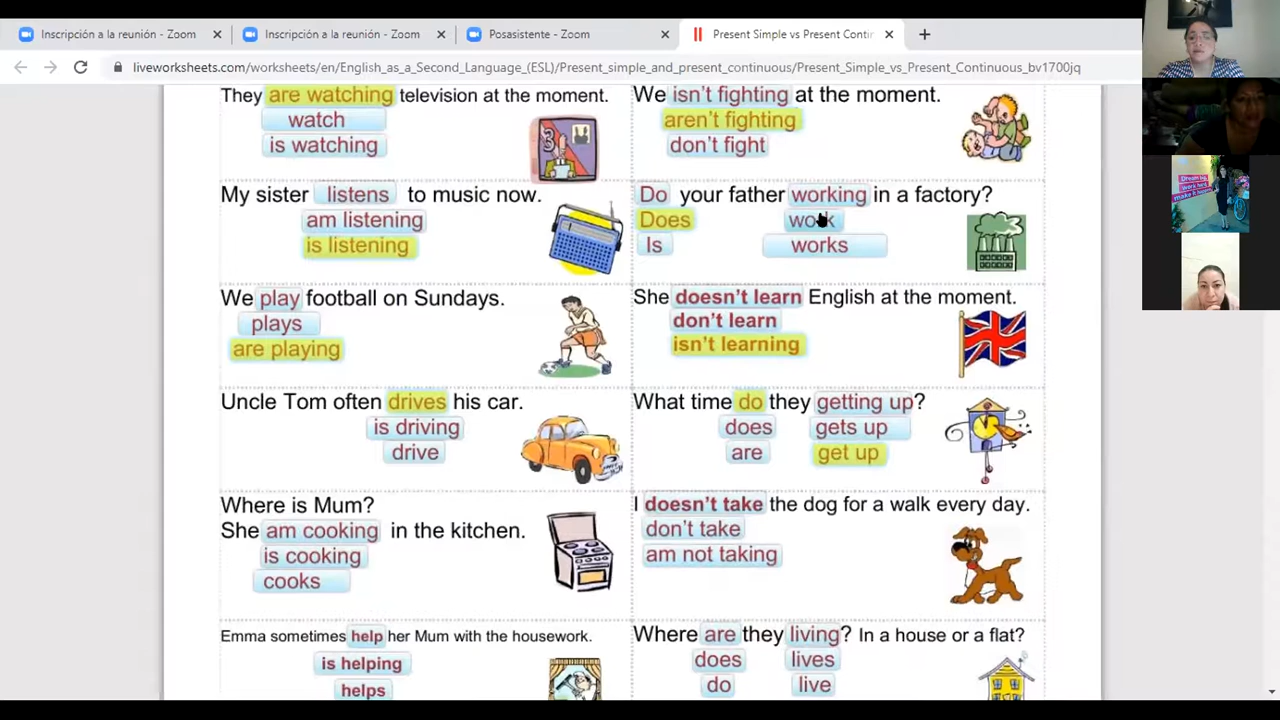 Inscripción a la reunión - Zoom
Inscripción a la reunión - Zoom
Posasistente - Zoom
Present Simple vs Present Contin
liveworksheets.com/worksheets/en/English_as_a_Second_Language_(ESL)/Present_simple_and_present_continuous/Present_Simple_vs_Present_Continuous_bv1700jq
They are watching television at the moment.
watch
is watching
We isn't fighting at the moment.
aren't fighting
don't fight
My sister listens to music now.
am listening
is listening
Do your father working in a factory?
Does work
Is works
We play football on Sundays.
plays
are playing
She doesn't learn English at the moment.
don't learn
isn't learning
Uncle Tom often drives his car.
is driving
drive
What time do they getting up?
does gets up
are get up
Where is Mum?
She am cooking in the kitchen.
is cooking
cooks
I doesn't take the dog for a walk every day.
don't take
am not taking
Emma sometimes help her Mum with the housework.
is helping
helps
Where are they living? In a house or a flat?
does lives
do live